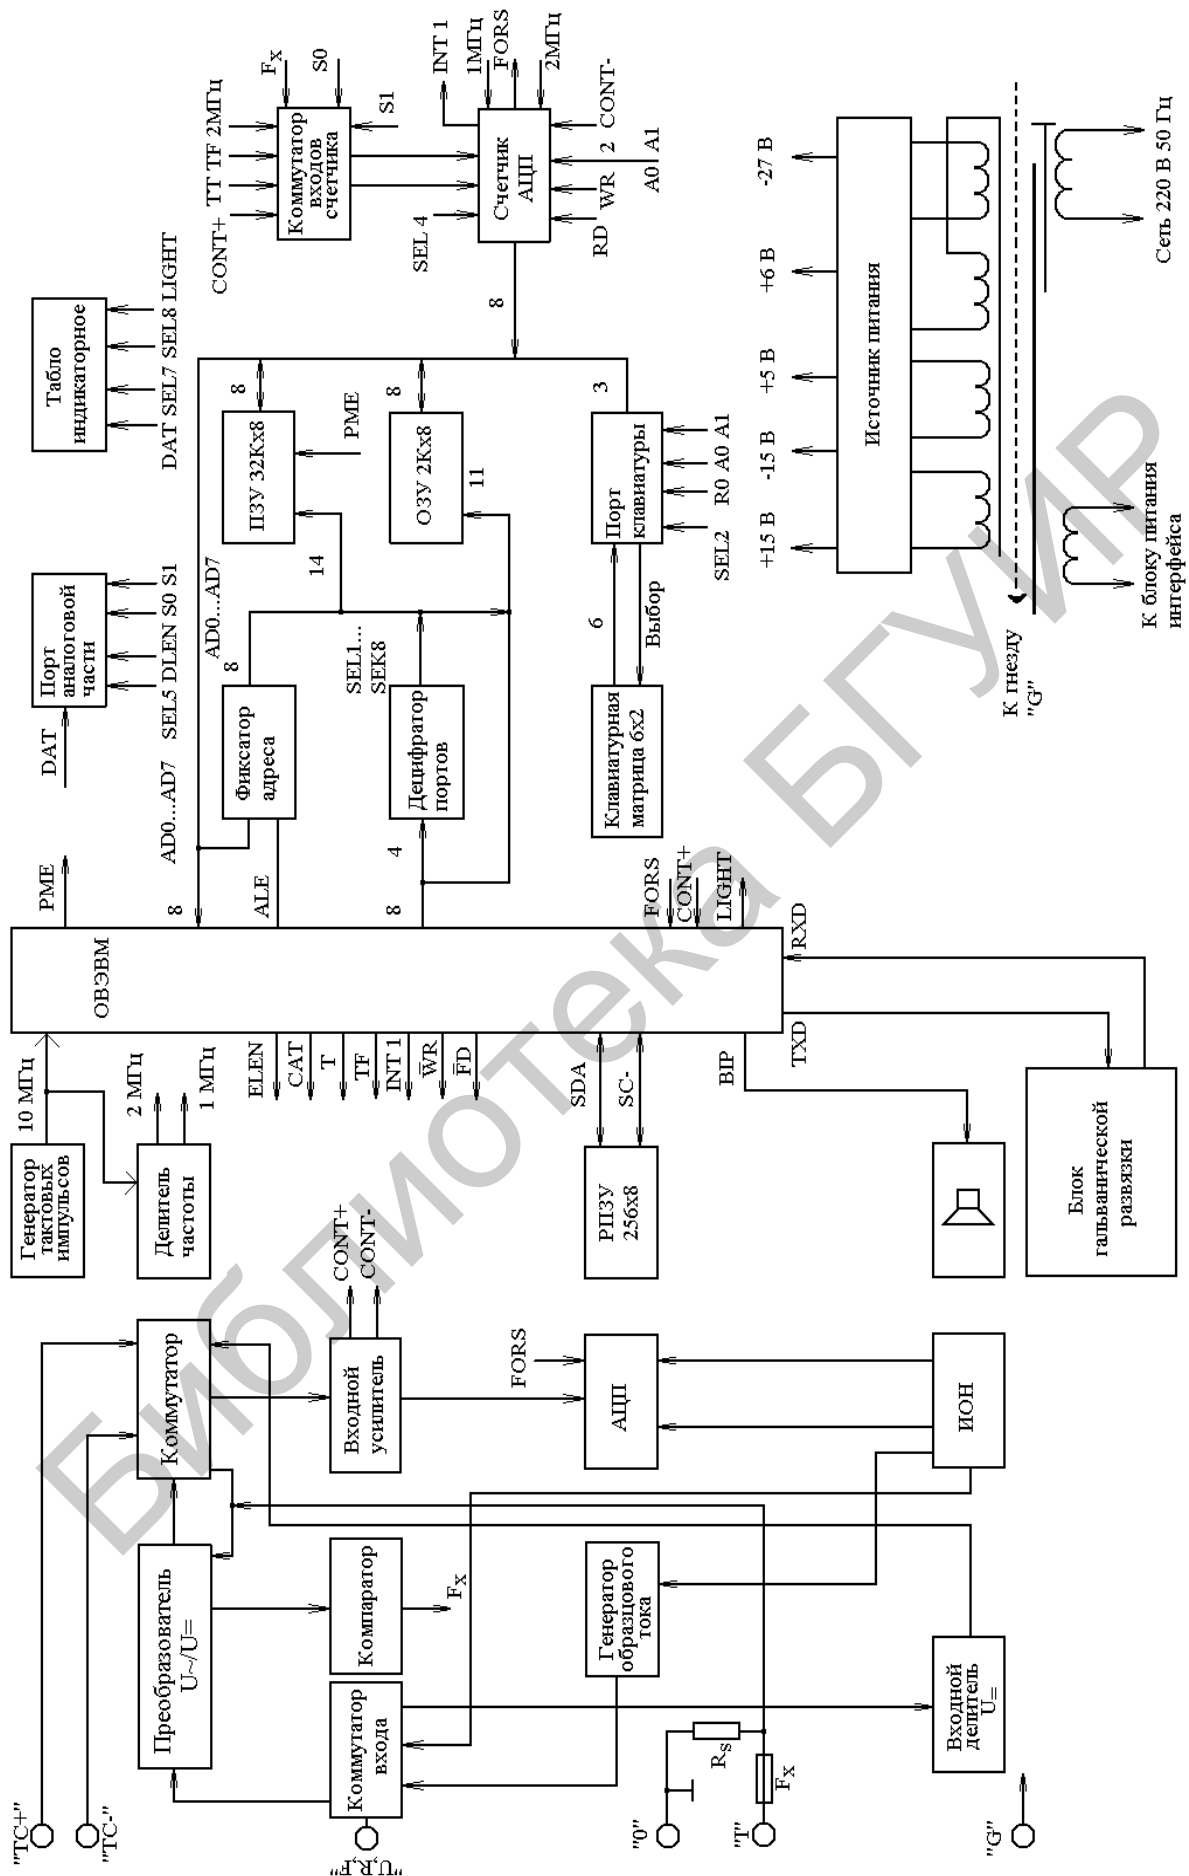 "TC+"
"TC-"
"U,R,F"
"0"
"T"
"G"
Преобразователь
U~/U=
Коммутатор
Компаратор
Fx
Коммутатор
входа
Входной
усилитель
CONT+
CONT-
FORS
АЦП
ИОН
Генератор
образцового
тока
Входной
делитель
U=
Rs
Fx
Генератор
тактовых
импульсов
10 МГц
Делитель
частоты
2 МГц
1 МГц
ELEN
CAT
T
TF
INT 1
WR
FD
SDA
SC-
РПЗУ
256x8
BIP
TXD
RXD
Блок
гальванической
развязки
ОВЭВМ
PME
8
AD0...AD7
ALE
8
4
FORS
CONT+
LIGHT
DAT
Порт
аналоговой
части
SEL5 DLEN S0 S1
Фиксатор
адреса
8
AD0...AD7
Децифратор
портов
SEL1...
SEK8
14
11
ПЗУ 32Kx8
8
PME
ОЗУ 2Kx8
8
Клавиатурная
матрица 6x2
6
Выбор
Порт
клавиатуры
3
SEL2 R0 A0 A1
Табло
индикаторное
DAT SEL7 SEL8 LIGHT
8
CONT+ TT TF 2МГц
Fx
S0
S1
Коммутатор
входов
счетчика
SEL 4
Счетчик
АЦП
INT 1
1МГц
FORS
2МГц
RD WR 2 CONT-
A0 A1
+15 В
-15 В
+5 В
+6 В
-27 В
Источник питания
К гнезду
"G"
К блоку питания
интерфейса
Сеть 220 В 50 Гц
Библиотека БГУИР